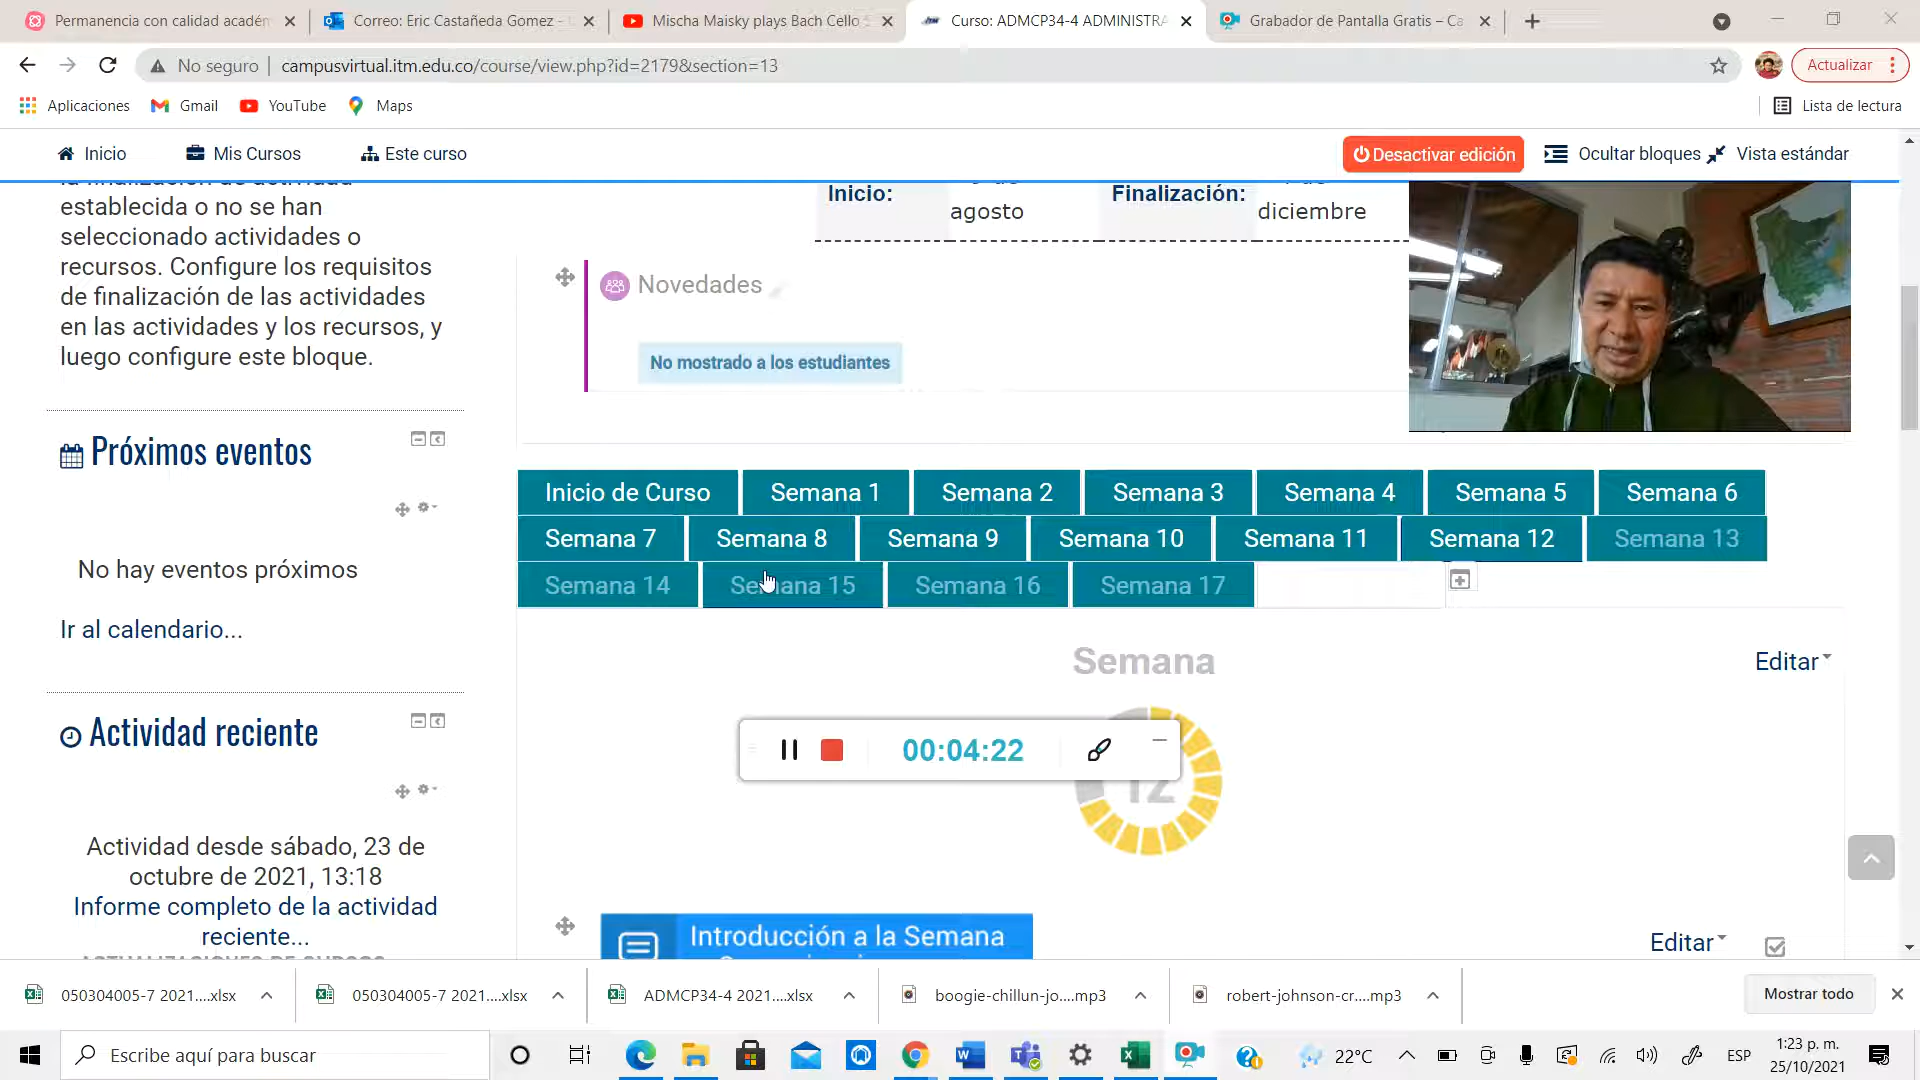 Permanencia con calidad académ
Correo: Eric Castañeda Gomez -
Mischa Maisky plays Bach Cello S
Curso: ADMCP34-4 ADMINISTRA
Grabador de Pantalla Gratis – Ca
No seguro
campusvirtual.itm.edu.co/course/view.php?id=2179&section=13
Actualizar
Aplicaciones
Gmail
YouTube
Maps
Lista de lectura
Inicio
Mis Cursos
Este curso
Desactivar edición
Ocultar bloques
Vista estándar
establecida o no se han
seleccionado actividades o
recursos. Configure los requisitos
de finalización de las actividades
en las actividades y los recursos, y
luego configure este bloque.
Inicio:
agosto
Finalización:
diciembre
Novedades
No mostrado a los estudiantes
Próximos eventos
No hay eventos próximos
Ir al calendario...
Inicio de Curso
Semana 1
Semana 2
Semana 3
Semana 4
Semana 5
Semana 6
Semana 7
Semana 8
Semana 9
Semana 10
Semana 11
Semana 12
Semana 13
Semana 14
Semana 15
Semana 16
Semana 17
Semana
12
Editar
00:04:22
Actividad reciente
Actividad desde sábado, 23 de
octubre de 2021, 13:18
Informe completo de la actividad
reciente...
Introducción a la Semana
Editar
050304005-7 2021....xlsx
050304005-7 2021....xlsx
ADMCP34-4 2021....xlsx
boogie-chillun-jo....mp3
robert-johnson-cr....mp3
Mostrar todo
Escribe aquí para buscar
22°C
ESP
1:23 p. m.
25/10/2021